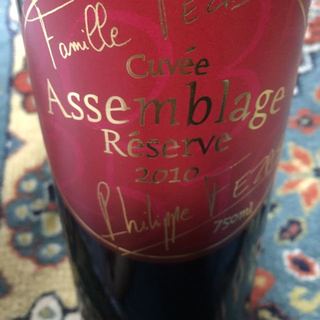 Famille
Cuvée
Assemblage
Réserve
2010
Philippe
750ml